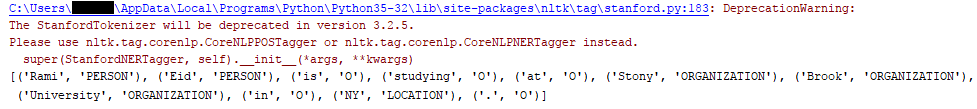 C:\Users\ \AppData\Local\Programs\Python\Python35-32\lib\site-packages\nltk\tag\stanford.py:183: DeprecationWarning:
The StanfordTokenizer will be deprecated in version 3.2.5.
Please use nltk.tag.corenlp.CoreNLPPOSTagger or nltk.tag.corenlp.CoreNLPNERTagger instead.
super(StanfordNERTagger, self).__init__(*args, **kwargs)
[('Rami', 'PERSON'), ('Eid', 'PERSON'), ('is', 'O'), ('studying', 'O'), ('at', 'O'), ('Stony', 'ORGANIZATION'), ('Brook', 'ORGANIZATION'),
('University', 'ORGANIZATION'), ('in', 'O'), ('NY', 'LOCATION'), ('.', 'O')]